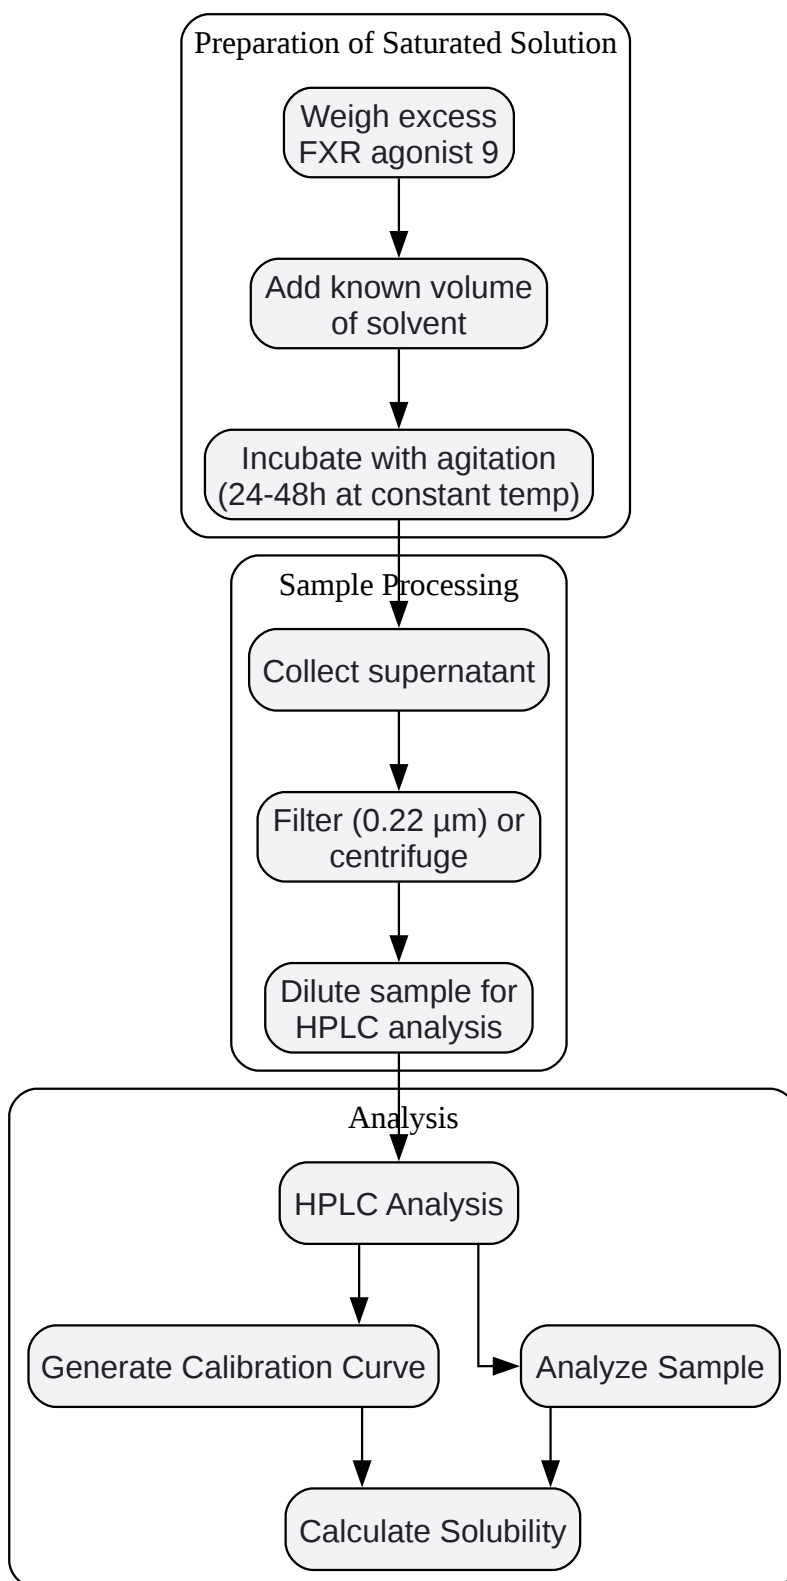 Preparation of Saturated Solution
Weigh excess
FXR agonist 9
Add known volume
of solvent
Incubate with agitation
(24-48h at constant temp)
Sample Processing
Collect supernatant
Filter (0.22 µm) or
centrifuge
Dilute sample for
HPLC analysis
Analysis
HPLC Analysis
Generate Calibration Curve
Analyze Sample
Calculate Solubility